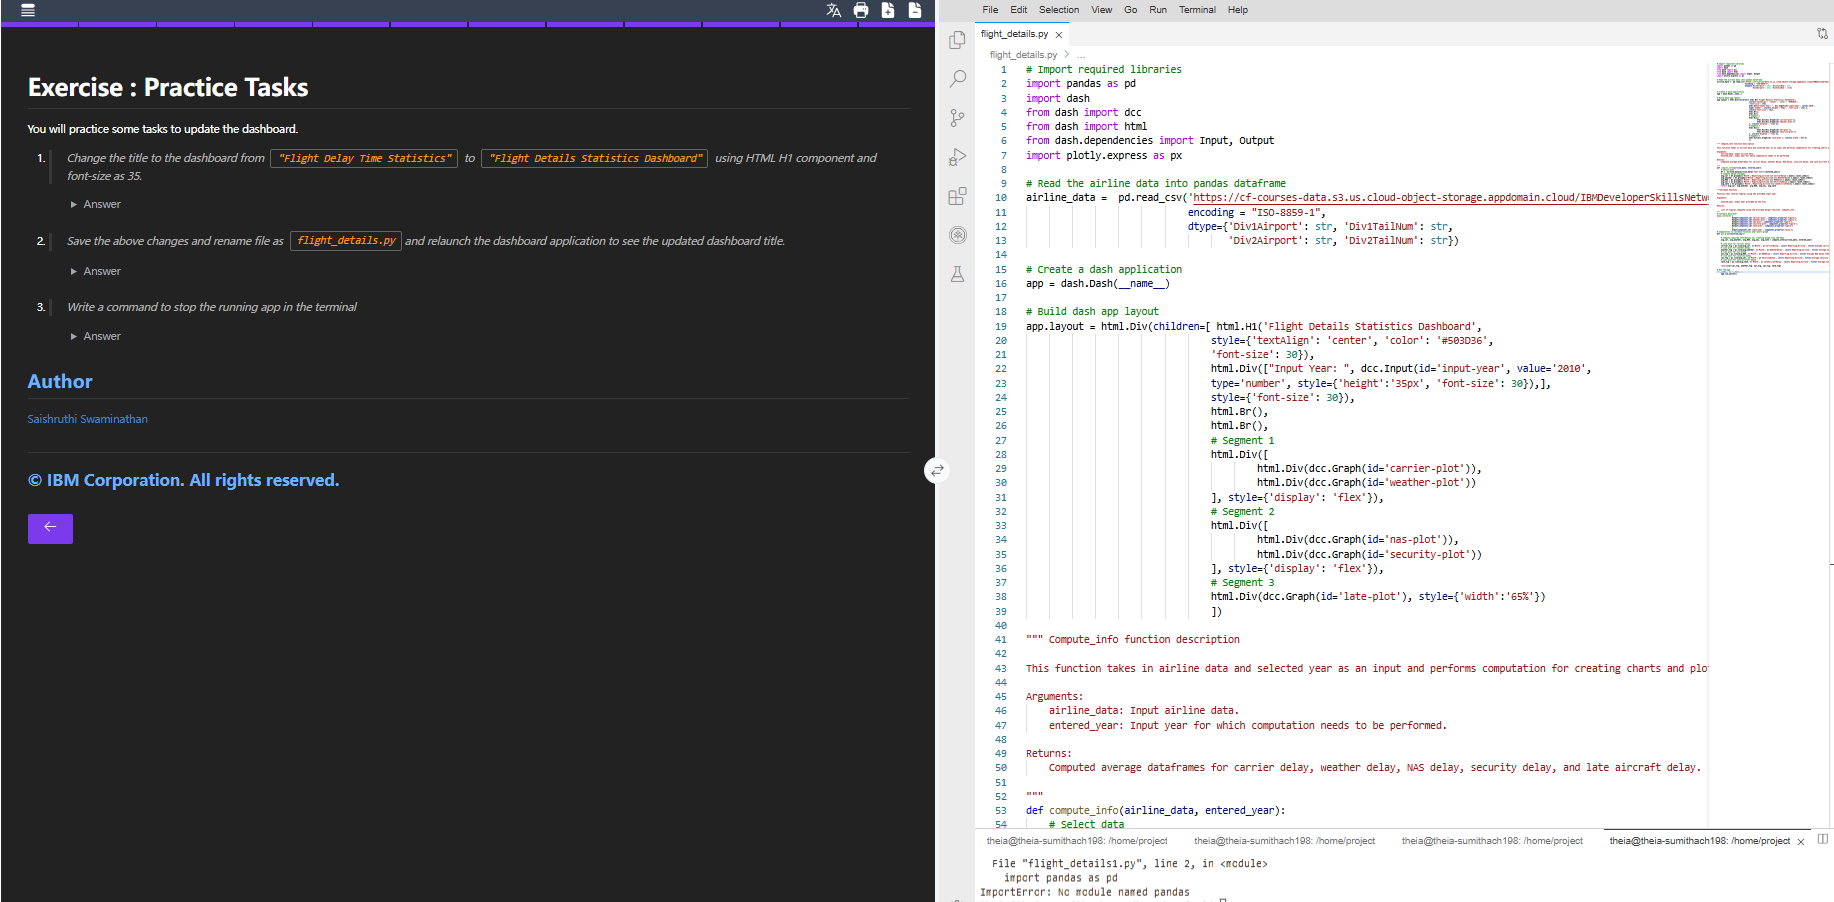 Exercise : Practice Tasks
You will practice some tasks to update the dashboard.
1. Change the title to the dashboard from "Flight Delay Time Statistics" to "Flight Details Statistics Dashboard" using HTML H1 component and
font-size as 35.
▶ Answer
2. Save the above changes and rename file as flight_details.py and relaunch the dashboard application to see the updated dashboard title.
▶ Answer
3. Write a command to stop the running app in the terminal
▶ Answer
Author
Saishruthi Swaminathan
© IBM Corporation. All rights reserved.
File Edit Selection View Go Run Terminal Help
flight_details.py ×
flight_details.py > ...
1 # Import required libraries
2 import pandas as pd
3 import dash
4 from dash import dcc
5 from dash import html
6 from dash.dependencies import Input, Output
7 import plotly.express as px
8
9 # Read the airline data into pandas dataframe
10 airline_data =  pd.read_csv('https://cf-courses-data.s3.us.cloud-object-storage.appdomain.cloud/IBMDeveloperSkillsNetw
11 encoding = "ISO-8859-1",
12 dtype={'Div1Airport': str, 'Div1TailNum': str,
13 'Div2Airport': str, 'Div2TailNum': str})
14
15 # Create a dash application
16 app = dash.Dash(__name__)
17
18 # Build dash app layout
19 app.layout = html.Div(children=[ html.H1('Flight Details Statistics Dashboard',
20 style={'textAlign': 'center', 'color': '#503D36',
21 'font-size': 30}),
22 html.Div(["Input Year: ", dcc.Input(id='input-year', value='2010',
23 type='number', style={'height':'35px', 'font-size': 30}),],
24 style={'font-size': 30}),
25 html.Br(),
26 html.Br(),
27 # Segment 1
28 html.Div([
29 html.Div(dcc.Graph(id='carrier-plot')),
30 html.Div(dcc.Graph(id='weather-plot'))
31 ], style={'display': 'flex'}),
32 # Segment 2
33 html.Div([
34 html.Div(dcc.Graph(id='nas-plot')),
35 html.Div(dcc.Graph(id='security-plot'))
36 ], style={'display': 'flex'}),
37 # Segment 3
38 html.Div(dcc.Graph(id='late-plot'), style={'width':'65%'})
39 ])
40
41 """ Compute_info function description
42
43 This function takes in airline data and selected year as an input and performs computation for creating charts and plo
44
45 Arguments:
46 airline_data: Input airline data.
47 entered_year: Input year for which computation needs to be performed.
48
49 Returns:
50 Computed average dataframes for carrier delay, weather delay, NAS delay, security delay, and late aircraft delay.
51
52 """
53 def compute_info(airline_data, entered_year):
54 # Select data
theia@theia-sumithach198: /home/project theia@theia-sumithach198: /home/project theia@theia-sumithach198: /home/project theia@theia-sumithach198: /home/project ×
File "flight_details1.py", line 2, in <module>
import pandas as pd
ImportError: No module named pandas